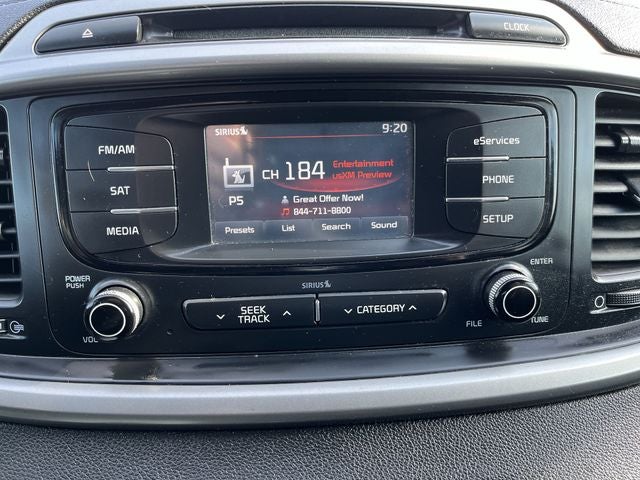 CLOCK
SIRIUS
9:20
FM/AM
SAT
MEDIA
CH 184
Entertainment
usXM Preview
P5
Great Offer Now!
844-711-8800
Presets List Search Sound
eServices
PHONE
SETUP
SIRIUS
POWER
PUSH
VOL
SEEK
TRACK
CATEGORY
ENTER
FILE
TUNE